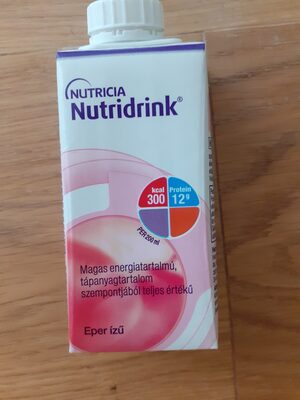 NUTRICIA
Nutridrink®
kcal
300
Protein
12g
PER 200 ml
Magas energiatartalmú,
tápanyagtartalom
szempontjából teljes értékű
Eper ízű